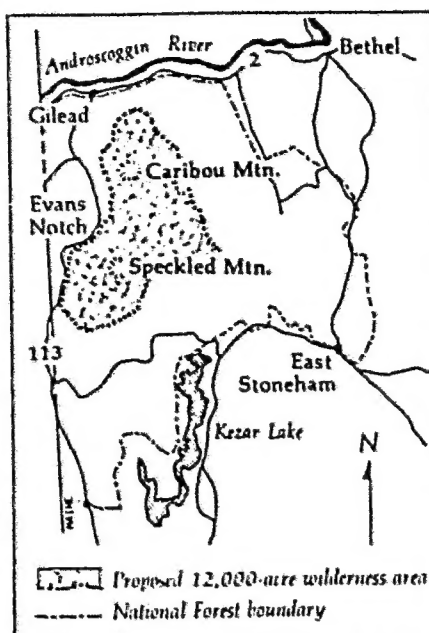 Androscoggin River
2
Bethel
Gilead
Caribou Mtn.
Evans
Notch
Speckled Mtn.
113
East
Stoneham
Kezar Lake
N
MAINE
Proposed 12,000-acre wilderness area
National Forest boundary